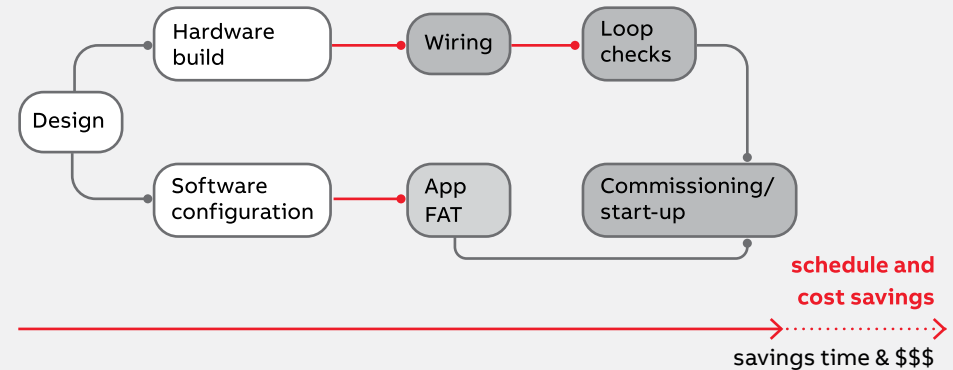 Hardware
build
Wiring
Loop
checks
Design
Software
configuration
App
FAT
Commissioning/
start-up
schedule and
cost savings
savings time & $$$